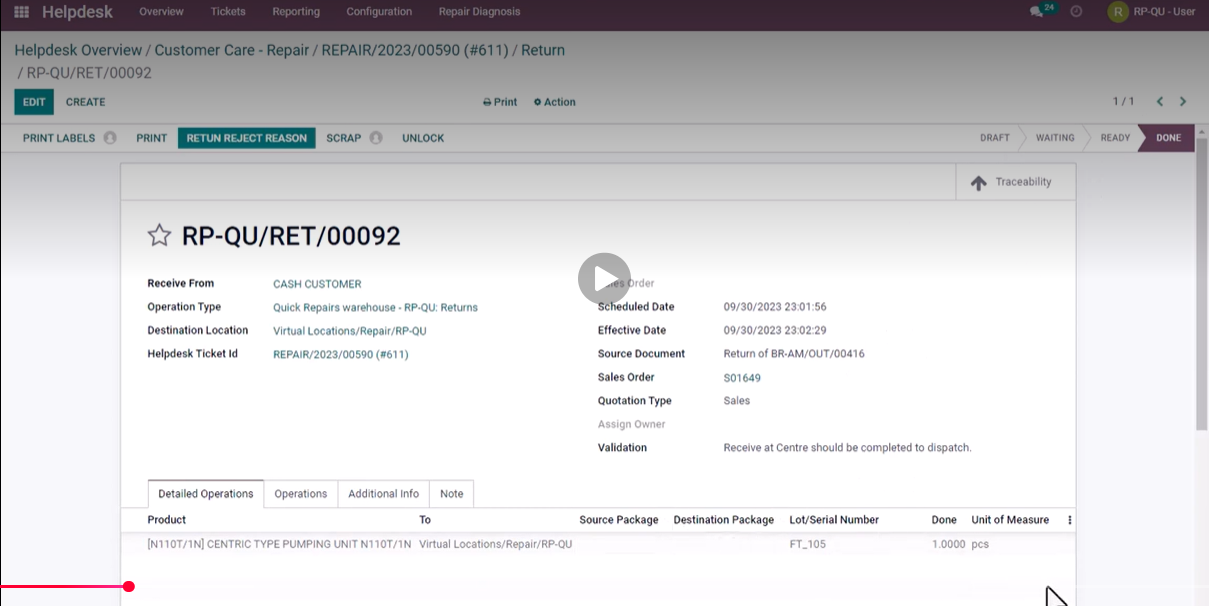 Helpdesk Overview Tickets Reporting Configuration Repair Diagnosis 24 R RP-QU - User
Helpdesk Overview / Customer Care - Repair / REPAIR/2023/00590 (#611) / Return
/ RP-QU/RET/00092
EDIT CREATE Print Action 1 / 1
PRINT LABELS PRINT RETUN REJECT REASON SCRAP UNLOCK DRAFT WAITING READY DONE
Traceability
RP-QU/RET/00092
Receive From CASH CUSTOMER
Operation Type Quick Repairs warehouse - RP-QU: Returns
Destination Location Virtual Locations/Repair/RP-QU
Helpdesk Ticket Id REPAIR/2023/00590 (#611)
Order
Scheduled Date 09/30/2023 23:01:56
Effective Date 09/30/2023 23:02:29
Source Document Return of BR-AM/OUT/00416
Sales Order S01649
Quotation Type Sales
Assign Owner
Validation Receive at Centre should be completed to dispatch.
Detailed Operations Operations Additional Info Note
Product To Source Package Destination Package Lot/Serial Number Done Unit of Measure
[N110T/1N] CENTRIC TYPE PUMPING UNIT N110T/1N Virtual Locations/Repair/RP-QU FT_105 1.0000 pcs